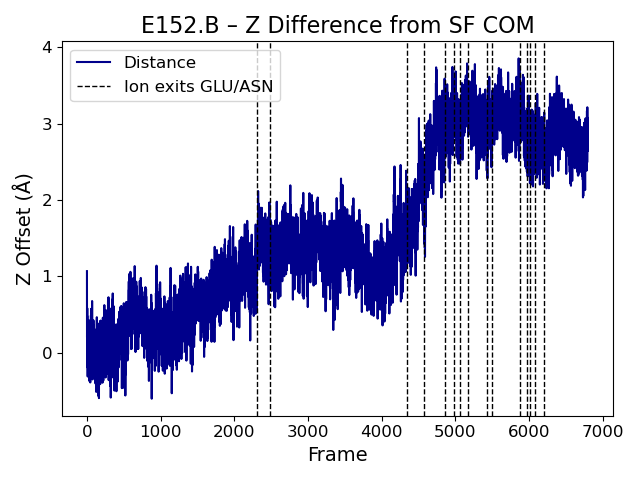 E152.B – Z Difference from SF COM
Distance
Ion exits GLU/ASN
Z Offset (Å)
4
3
2
1
0
0 1000 2000 3000 4000 5000 6000 7000
Frame